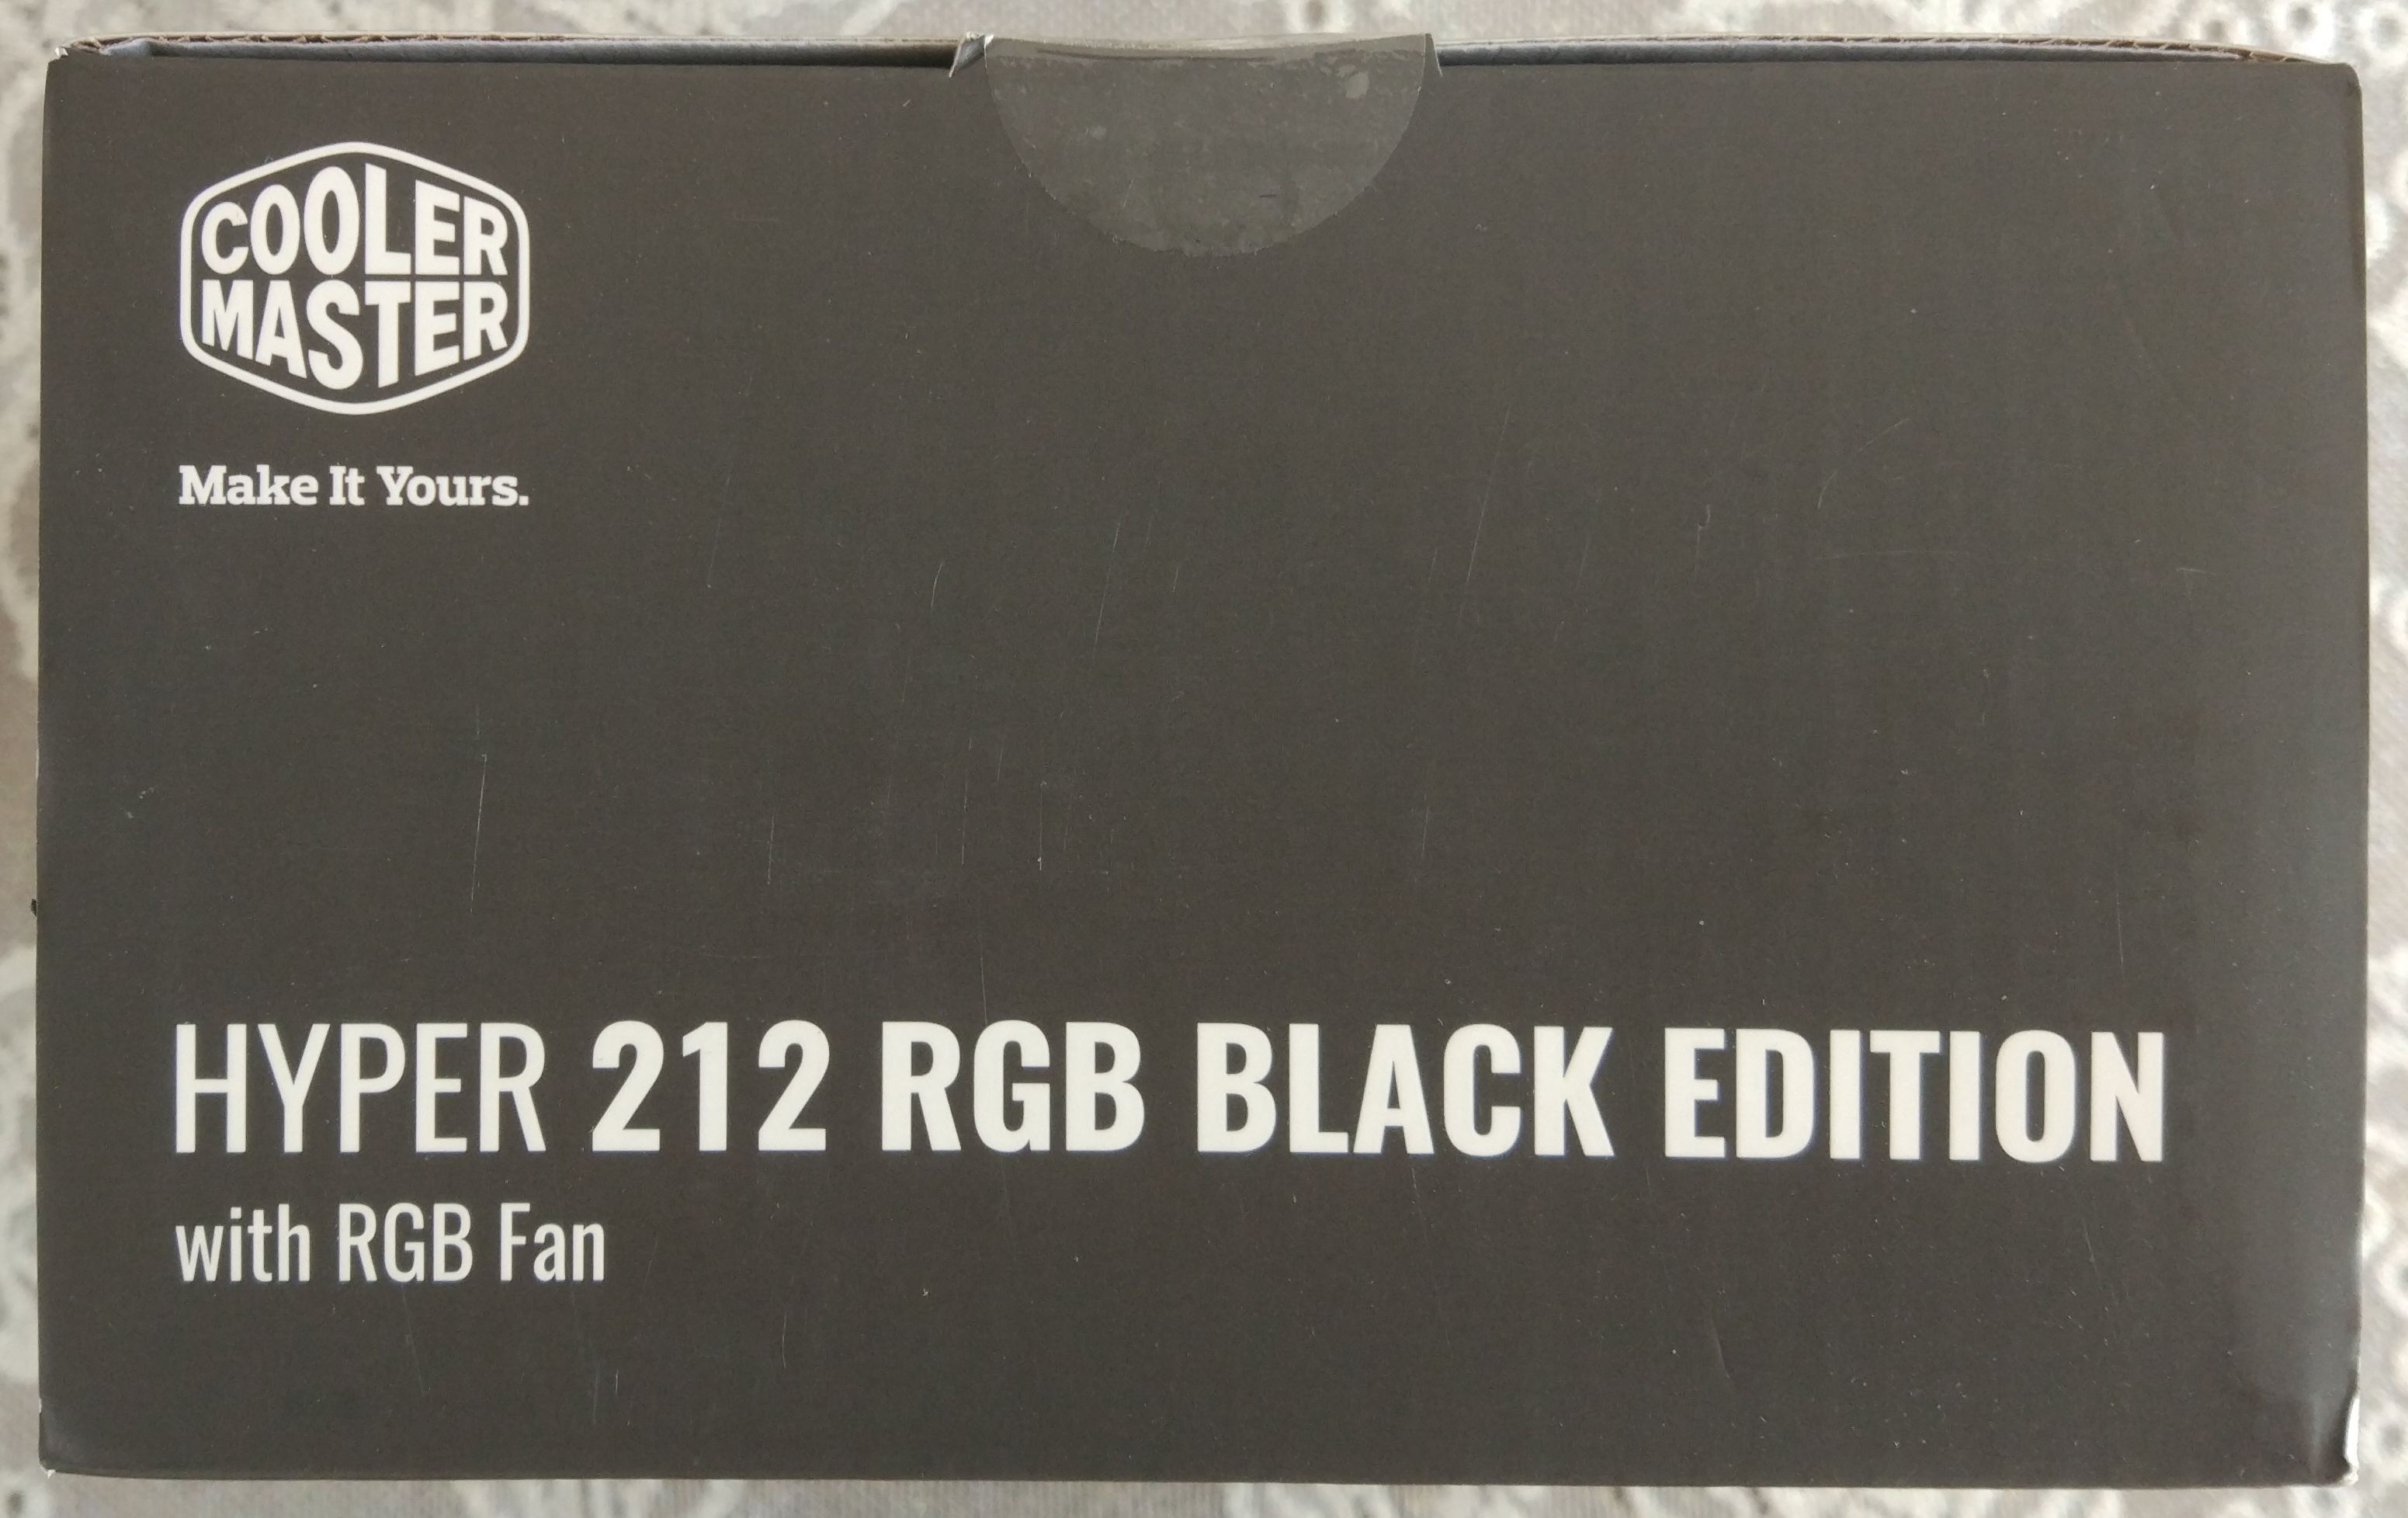 COOLER
MASTER
Make It Yours.
HYPER 212 RGB BLACK EDITION
with RGB Fan